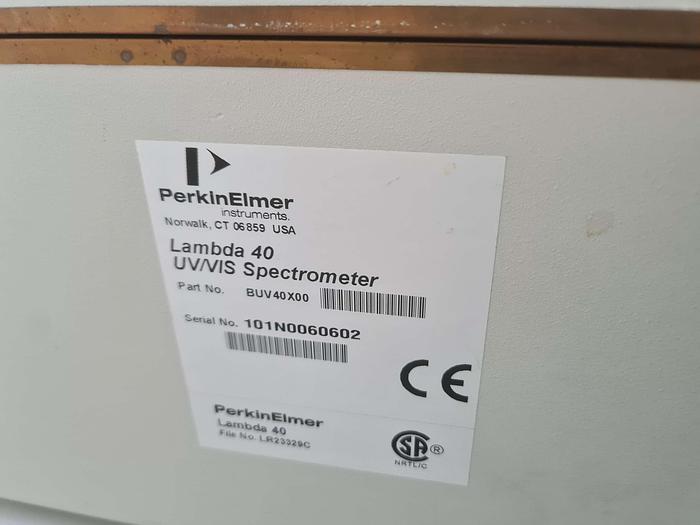 PerkinElmer
instruments.
Norwalk, CT 06859 USA
Lambda 40
UV/VIS Spectrometer
Part No. BUV40X00
Serial No. 101N0060602
CE
PerkinElmer
Lambda 40
File No. LR23329C
SA ®
NRTL/C